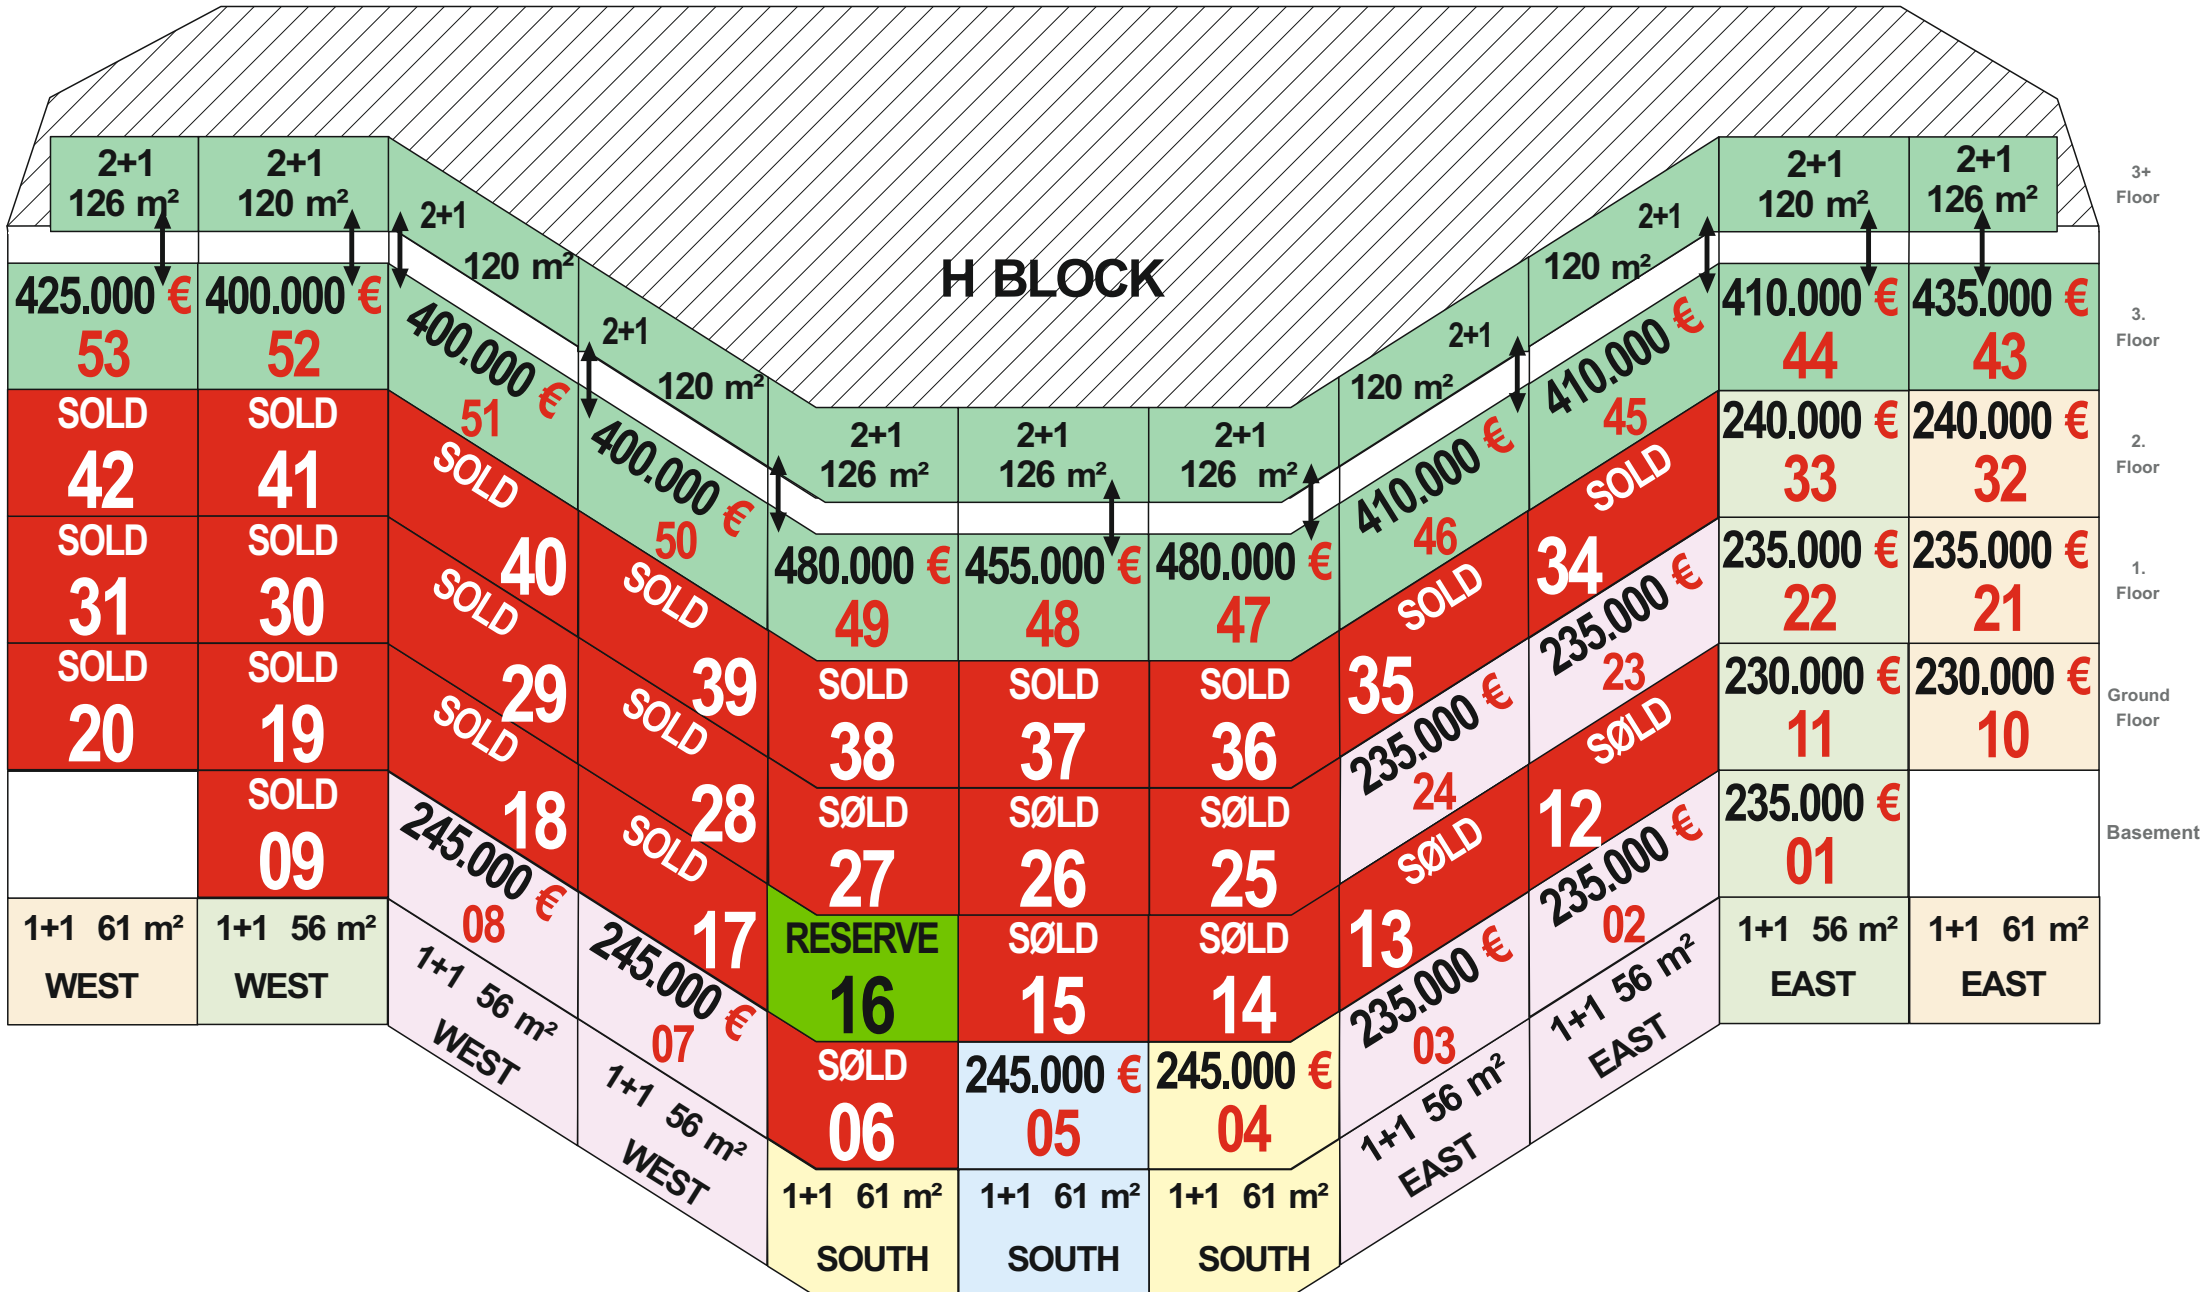 2+1
126 m²
2+1
120 m²
2+1
120 m²
2+1
120 m²
H BLOCK
2+1
126 m²
2+1
126 m²
2+1
126 m²
2+1
120 m²
2+1
120 m²
2+1
120 m²
2+1
126 m²
3+
Floor
425.000 €
53
400.000 €
52
400.000 €
51
400.000 €
50
480.000 €
49
455.000 €
48
480.000 €
47
410.000 €
46
410.000 €
45
410.000 €
44
435.000 €
43
3.
Floor
SOLD
42
SOLD
41
SOLD
40
SOLD
39
SOLD
38
SOLD
37
SOLD
36
SOLD
35
SOLD
34
240.000 €
33
240.000 €
32
2.
Floor
SOLD
31
SOLD
30
SOLD
29
SOLD
28
SØLD
27
SØLD
26
SØLD
25
235.000 €
24
235.000 €
23
235.000 €
22
235.000 €
21
1.
Floor
SOLD
20
SOLD
19
SOLD
18
SOLD
17
RESERVE
16
SØLD
15
SØLD
14
SØLD
13
SØLD
12
230.000 €
11
230.000 €
10
Ground
Floor
SOLD
09
245.000 €
08
245.000 €
07
SØLD
06
245.000 €
05
245.000 €
04
235.000 €
03
235.000 €
02
235.000 €
01
Basement
1+1 61 m²
WEST
1+1 56 m²
WEST
1+1 56 m²
WEST
1+1 56 m²
WEST
1+1 61 m²
SOUTH
1+1 61 m²
SOUTH
1+1 61 m²
SOUTH
1+1 56 m²
EAST
1+1 56 m²
EAST
1+1 56 m²
EAST
1+1 61 m²
EAST